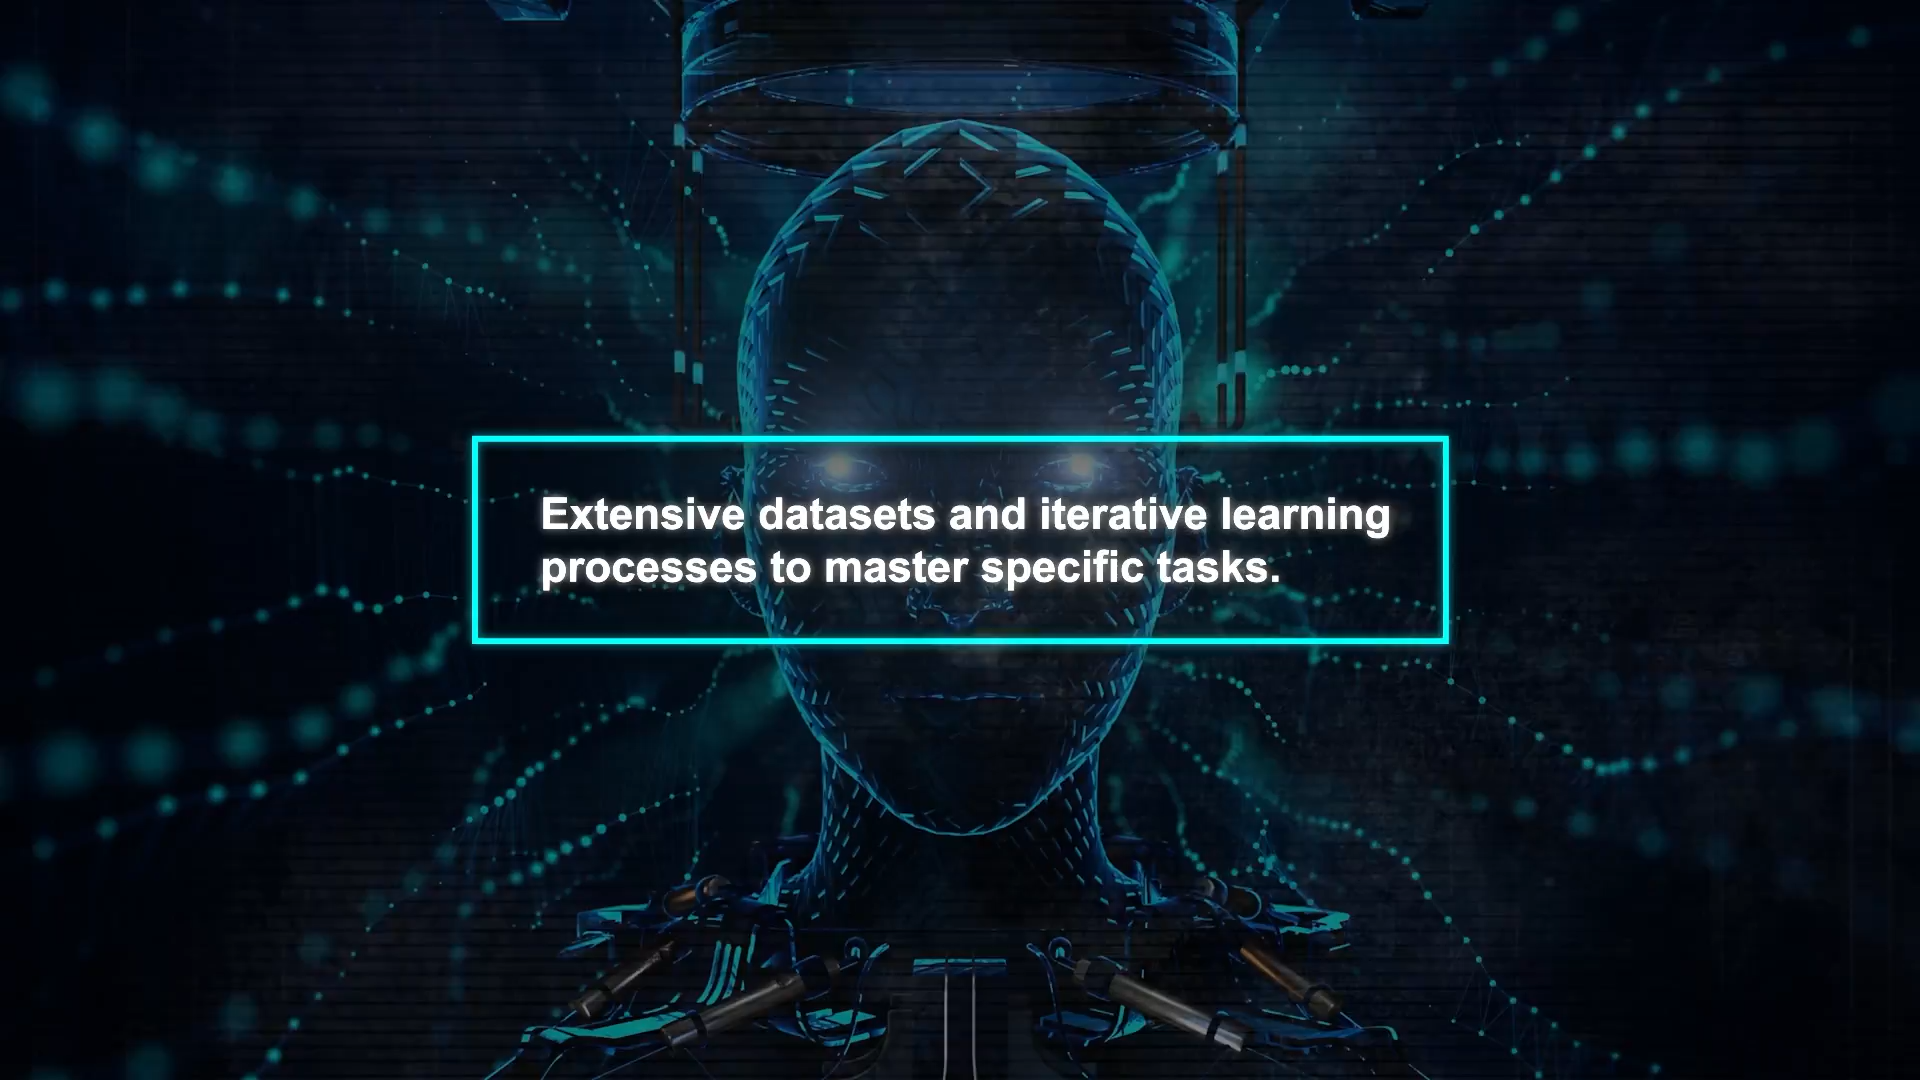 Extensive datasets and iterative learning
processes to master specific tasks.